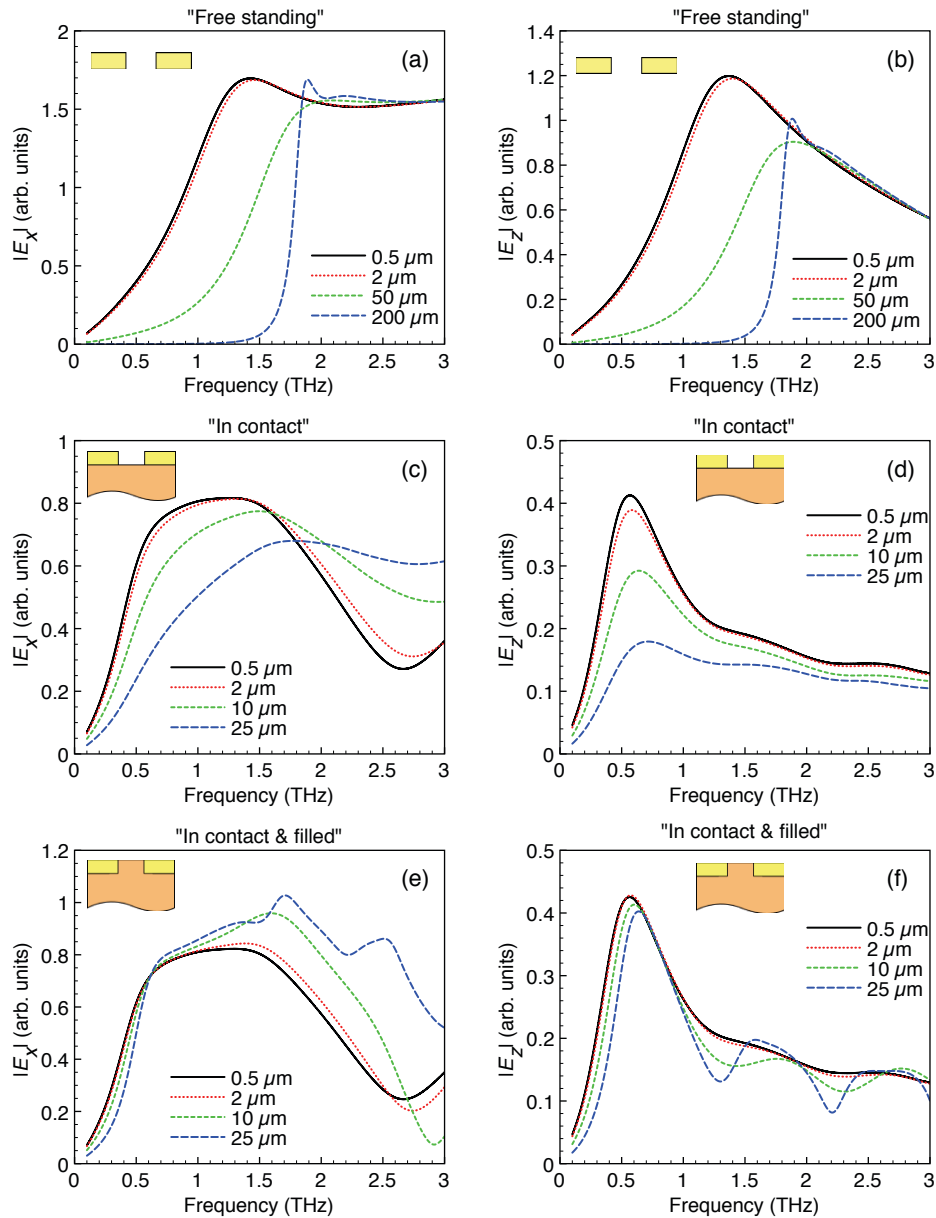 "Free standing"
(a)
|E_x| (arb. units)
2
1.5
1
0.5
0
0.5 µm
2 µm
50 µm
200 µm
0 0.5 1 1.5 2 2.5 3
Frequency (THz)
"Free standing"
(b)
|E_z| (arb. units)
1.4
1.2
1.0
0.8
0.6
0.4
0.2
0
0.5 µm
2 µm
50 µm
200 µm
0 0.5 1 1.5 2 2.5 3
Frequency (THz)
"In contact"
(c)
|E_x| (arb. units)
1
0.8
0.6
0.4
0.2
0
0.5 µm
2 µm
10 µm
25 µm
0 0.5 1 1.5 2 2.5 3
Frequency (THz)
"In contact"
(d)
|E_z| (arb. units)
0.5
0.4
0.3
0.2
0.1
0
0.5 µm
2 µm
10 µm
25 µm
0 0.5 1 1.5 2 2.5 3
Frequency (THz)
"In contact & filled"
(e)
|E_x| (arb. units)
1.2
1.0
0.8
0.6
0.4
0.2
0
0.5 µm
2 µm
10 µm
25 µm
0 0.5 1 1.5 2 2.5 3
Frequency (THz)
"In contact & filled"
(f)
|E_z| (arb. units)
0.5
0.4
0.3
0.2
0.1
0
0.5 µm
2 µm
10 µm
25 µm
0 0.5 1 1.5 2 2.5 3
Frequency (THz)